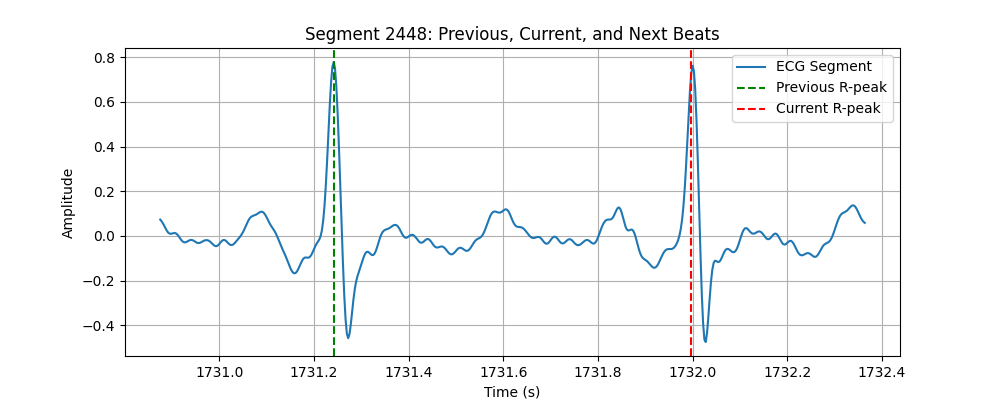 Segment 2448: Previous, Current, and Next Beats
ECG Segment
Previous R-peak
Current R-peak
Amplitude
0.8
0.6
0.4
0.2
0.0
−0.2
−0.4
1731.0 1731.2 1731.4 1731.6 1731.8 1732.0 1732.2 1732.4
Time (s)